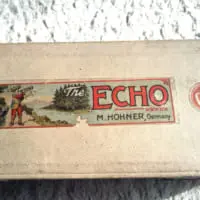 The ECHO
M. HOHNER, Germany